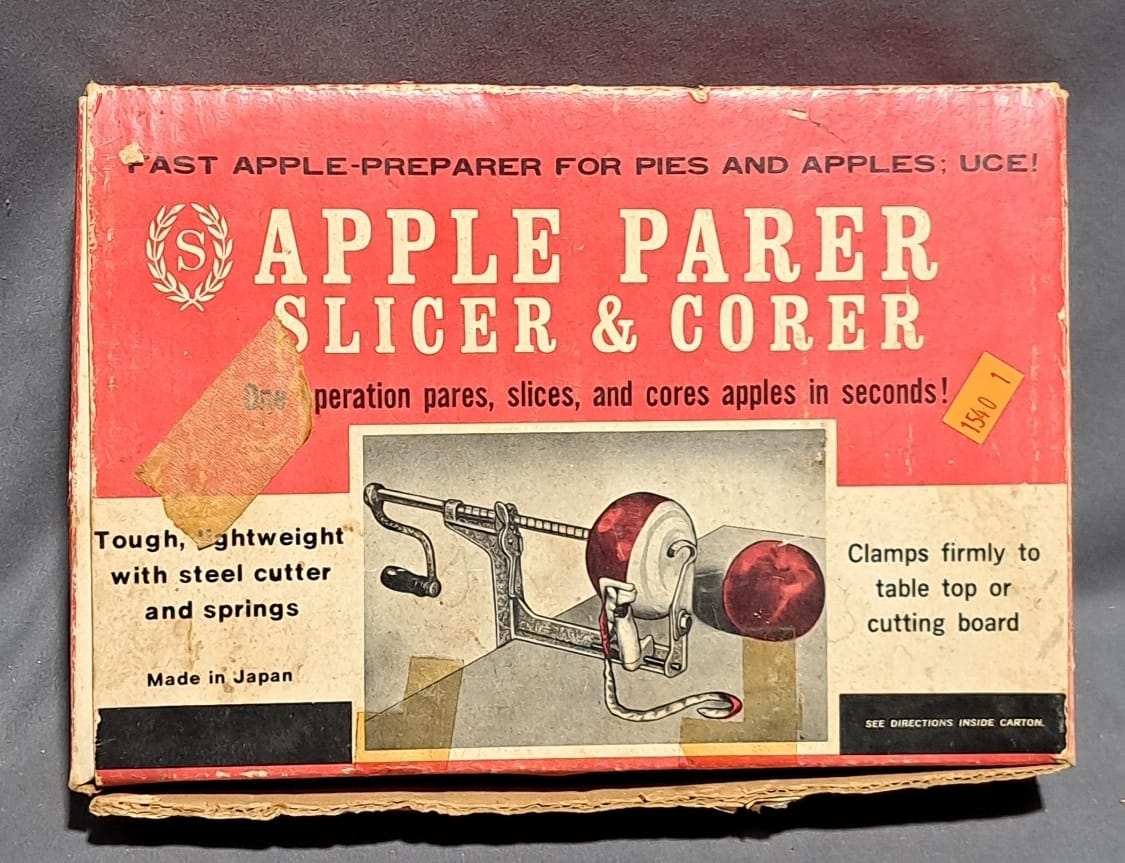 FAST APPLE-PREPARER FOR PIES AND APPLES; UCE!
S
APPLE PARER
SLICER & CORER
One peration pares, slices, and cores apples in seconds!
1540 1
Tough, ghtweight
with steel cutter
and springs
Made in Japan
Clamps firmly to
table top or
cutting board
SEE DIRECTIONS INSIDE CARTON.